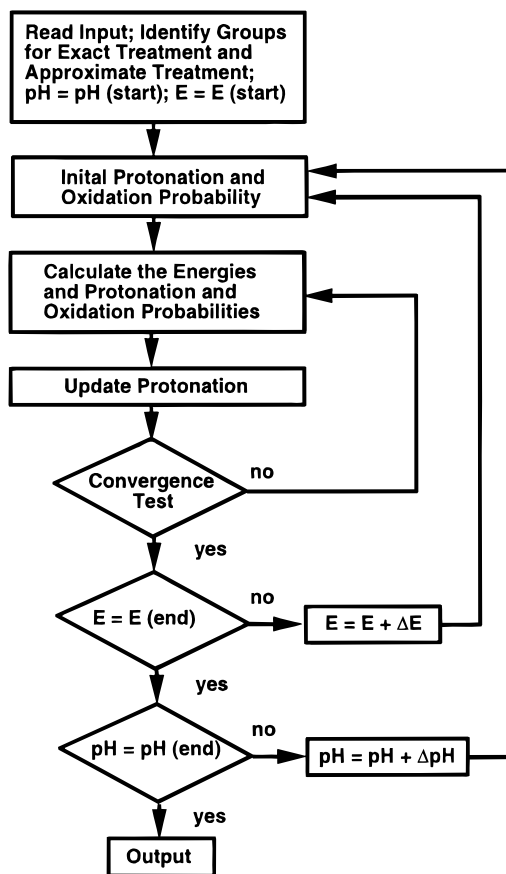 Read Input; Identify Groups
for Exact Treatment and
Approximate Treatment;
pH = pH (start); E = E (start)
Inital Protonation and
Oxidation Probability
Calculate the Energies
and Protonation and
Oxidation Probabilities
Update Protonation
Convergence
Test
no
yes
E = E (end)
no
E = E + ΔE
yes
pH = pH (end)
no
pH = pH + ΔpH
yes
Output